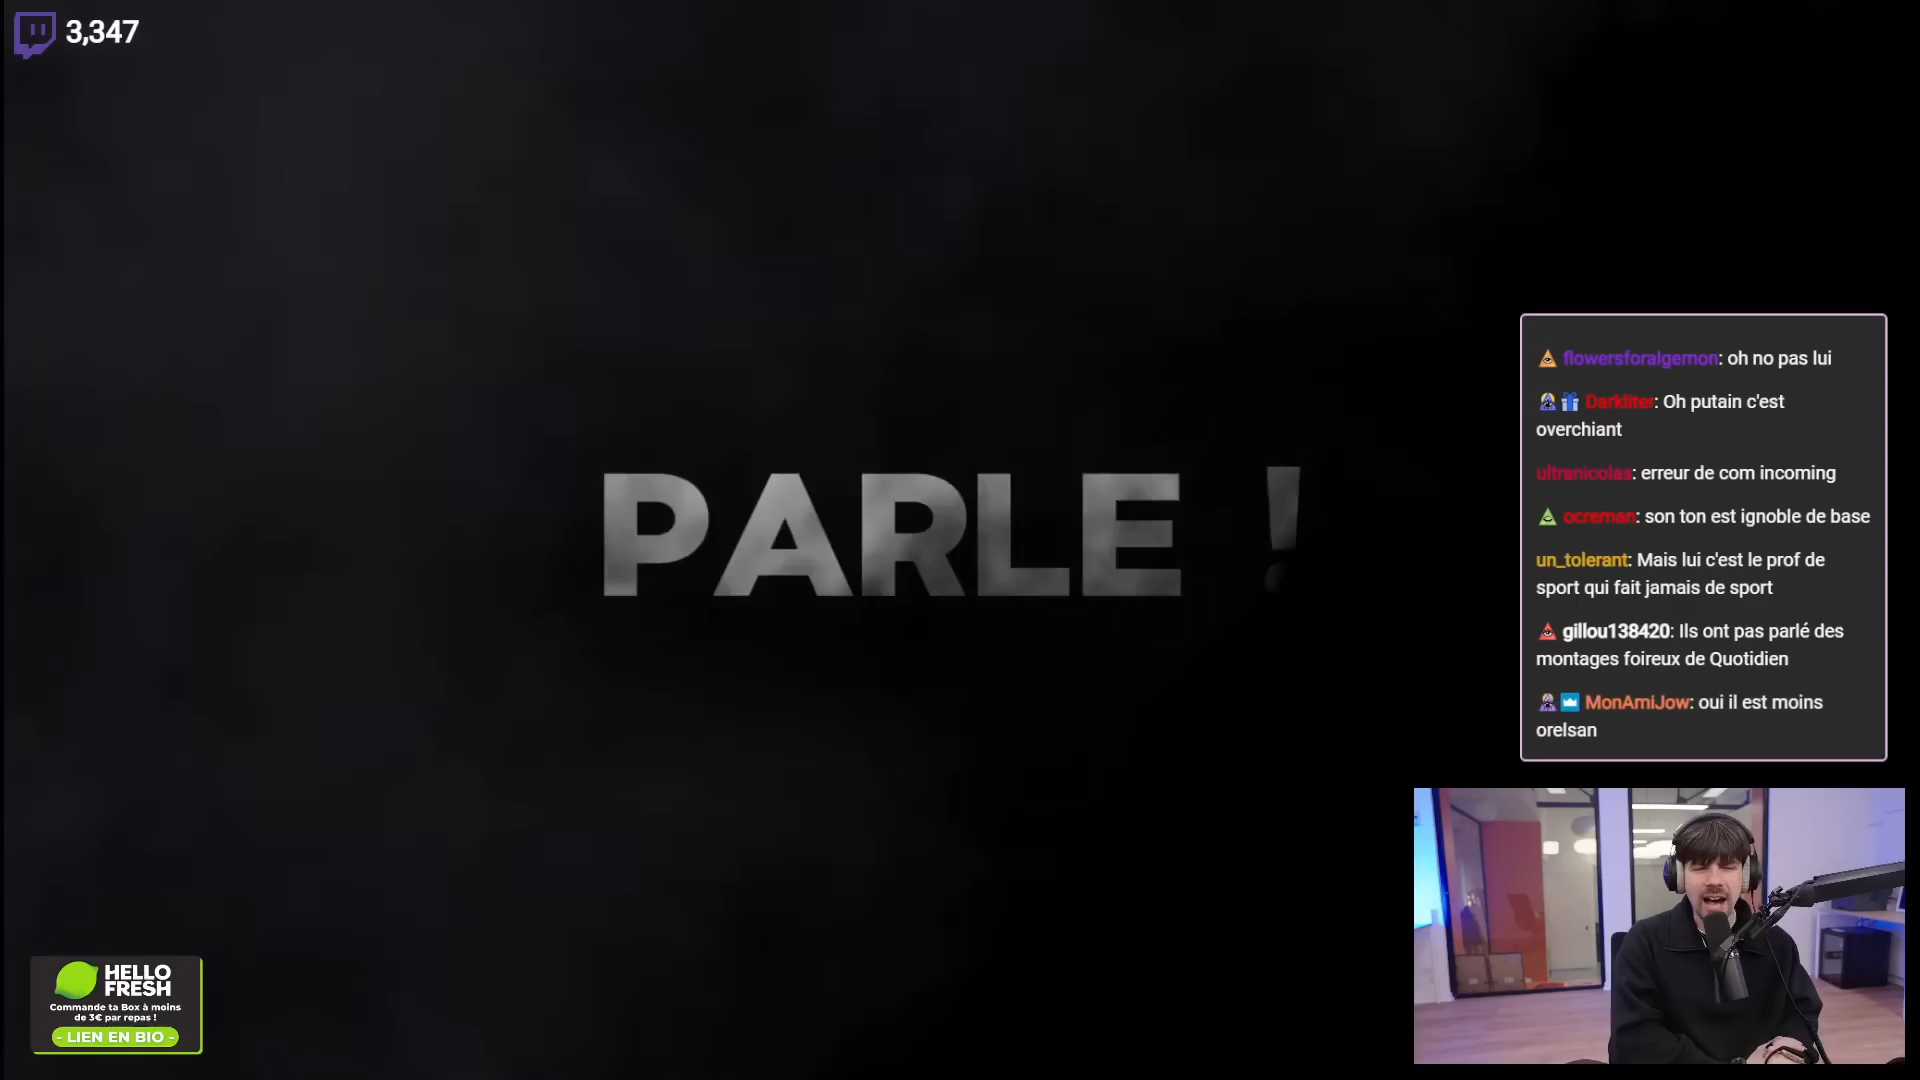 3,347
PARLE !
flowersforalgernon: oh no pas lui
Darkliter: Oh putain c'est
overchiant
ultranicolas: erreur de com incoming
ocreman: son ton est ignoble de base
un_tolerant: Mais lui c'est le prof de
sport qui fait jamais de sport
gillou138420: Ils ont pas parlé des
montages foireux de Quotidien
MonAmiJow: oui il est moins
orelsan
HELLO
FRESH
Commande ta Box à moins
de 3€ par repas !
- LIEN EN BIO -